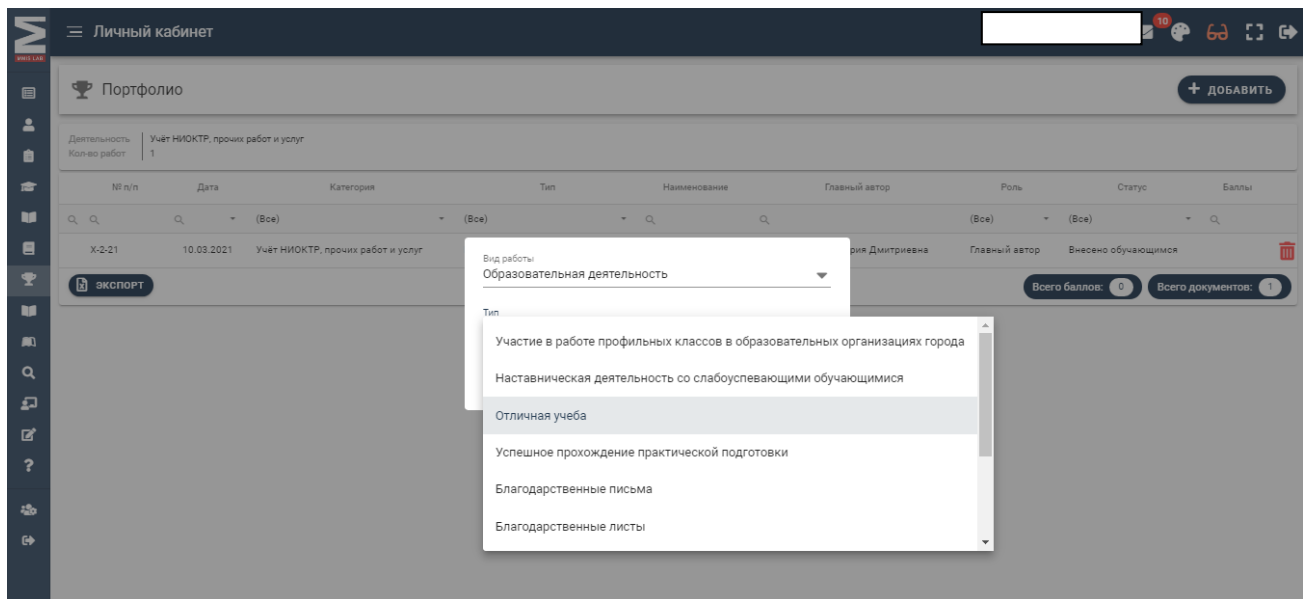 Личный кабинет
10
MMIS LAB
Портфолио
+ ДОБАВИТЬ
Деятельность Учёт НИОКТР, прочих работ и услуг
Кол-во работ 1
№ п/п Дата Категория Тип Наименование Главный автор Роль Статус Баллы
(Все) (Все) (Все) (Все)
X-2-21 10.03.2021 Учёт НИОКТР, прочих работ и услуг рия Дмитриевна Главный автор Внесено обучающимся
ЭКСПОРТ
Всего баллов: 0 Всего документов: 1
Вид работы
Образовательная деятельность
Тип
Участие в работе профильных классов в образовательных организациях города
Наставническая деятельность со слабоуспевающими обучающимися
Отличная учеба
Успешное прохождение практической подготовки
Благодарственные письма
Благодарственные листы